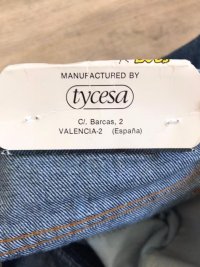 MANUFACTURED BY
tycesa
C/. Barcas, 2
VALENCIA-2 (España)